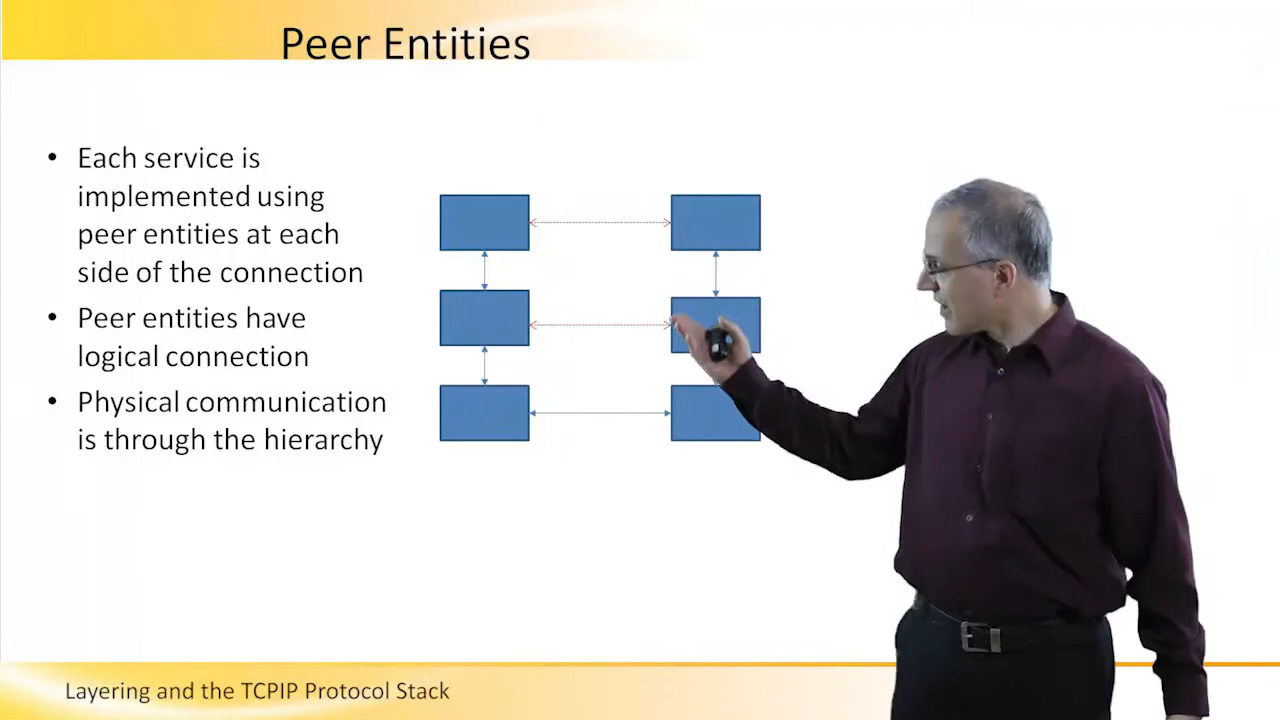 Peer Entities
• Each service is
implemented using
peer entities at each
side of the connection
• Peer entities have
logical connection
• Physical communication
is through the hierarchy
Layering and the TCPIP Protocol Stack